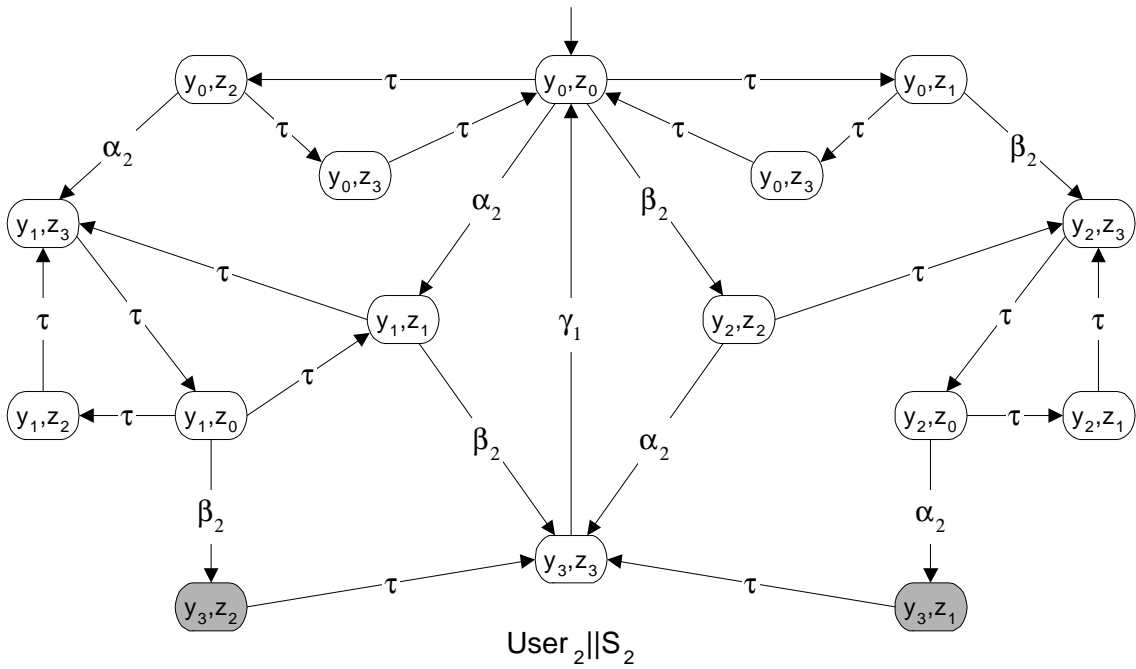 y₀,z₂ τ y₀,z₀ τ y₀,z₁
τ τ τ τ
α₂ β₂
y₀,z₃ y₀,z₃
α₂ β₂
y₁,z₃ y₂,z₃
τ τ
τ τ y₁,z₁ γ₁ y₂,z₂ τ τ
τ
y₁,z₂ τ y₁,z₀ y₂,z₀ τ y₂,z₁
β₂ α₂
β₂ α₂
y₃,z₃
y₃,z₂ τ τ y₃,z₁
User₂||S₂